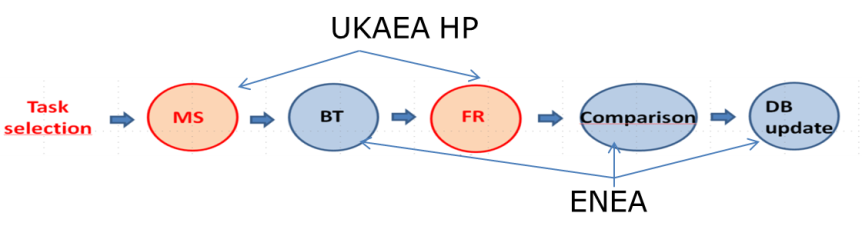 UKAEA HP
Task
selection
MS
BT
FR
Comparison
DB
update
ENEA